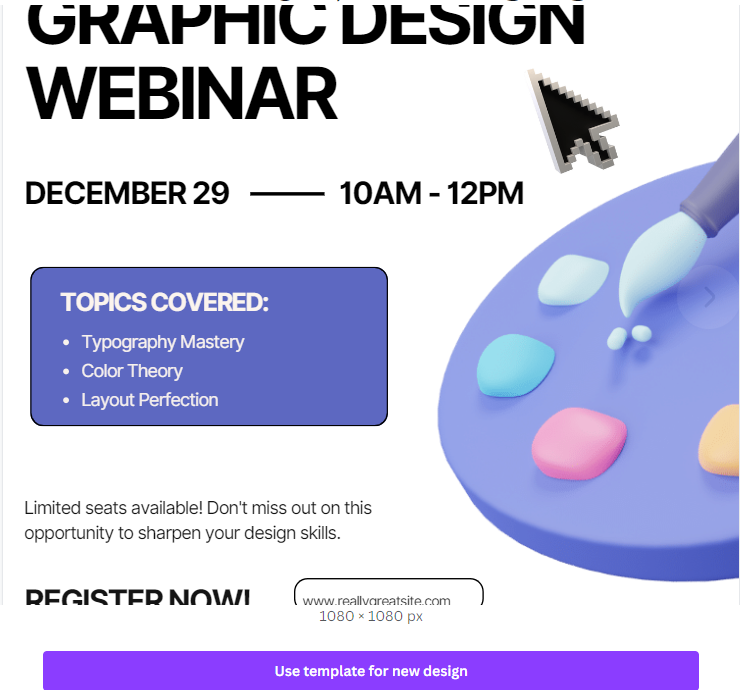 GRAPHIC DESIGN
WEBINAR
DECEMBER 29 —— 10AM - 12PM
TOPICS COVERED:
• Typography Mastery
• Color Theory
• Layout Perfection
Limited seats available! Don't miss out on this
opportunity to sharpen your design skills.
REGISTER NOW!
www.reallygreatsite.com
1080 × 1080 px
Use template for new design